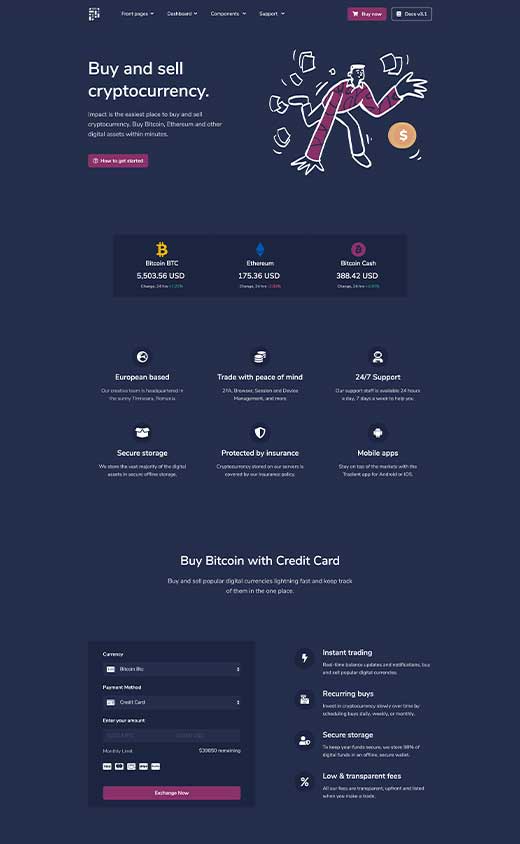 Front pages
Dashboard
Components
Support
Buy now
Docs v3.1
Buy and sell
cryptocurrency.
Impact is the easiest place to buy and sell
cryptocurrency. Buy Bitcoin, Ethereum and other
digital assets within minutes.
How to get started
$
Bitcoin BTC
Ethereum
Bitcoin Cash
5,503.56 USD
175.36 USD
388.42 USD
Change, 24 hrs
Change, 24 hrs
Change, 24 hrs
European based
Trade with peace of mind
24/7 Support
Our creative team is headquartered in
the sunny Timisoara, Romania.
2FA, Browser, Session and Device
Management, and more.
Our support staff is available 24 hours
a day, 7 days a week to help you.
Secure storage
Protected by insurance
Mobile apps
We store the vast majority of the digital
assets in secure offline storage.
Cryptocurrency stored on our servers is
covered by our insurance policy.
Stay on top of the markets with the
app for Android or iOS.
Buy Bitcoin with Credit Card
Buy and sell popular digital currencies lightning fast and keep track
of them in the one place.
Currency
Bitcoin Btc
Payment Method
Credit Card
Enter your amount
Monthly Limit
$39850 remaining
Exchange Now
Instant trading
Real-time balance updates and notifications, buy
and sell popular digital currencies
Recurring buys
Invest in cryptocurrency slowly over time by
scheduling buys daily, weekly, or monthly.
Secure storage
To keep your funds secure, we store 98% of
digital funds in an offline, secure wallet.
Low & transparent fees
All our fees are transparent, upfront and listed
when you make a trade.